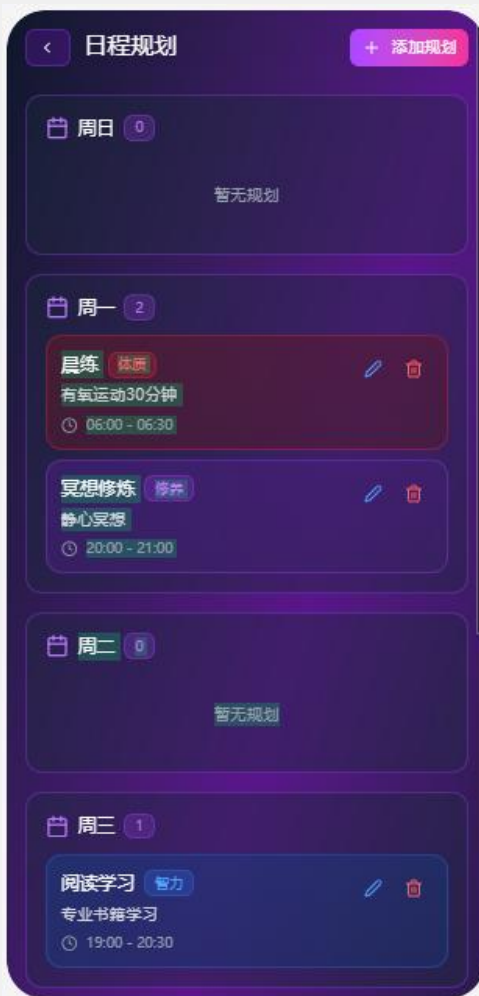 日程规划
+ 添加规划
周日 0
暂无规划
周一 2
晨练 体质
有氧运动30分钟
06:00 - 06:30
冥想修炼 修养
静心冥想
20:00 - 21:00
周二 0
暂无规划
周三 1
阅读学习 智力
专业书籍学习
19:00 - 20:30